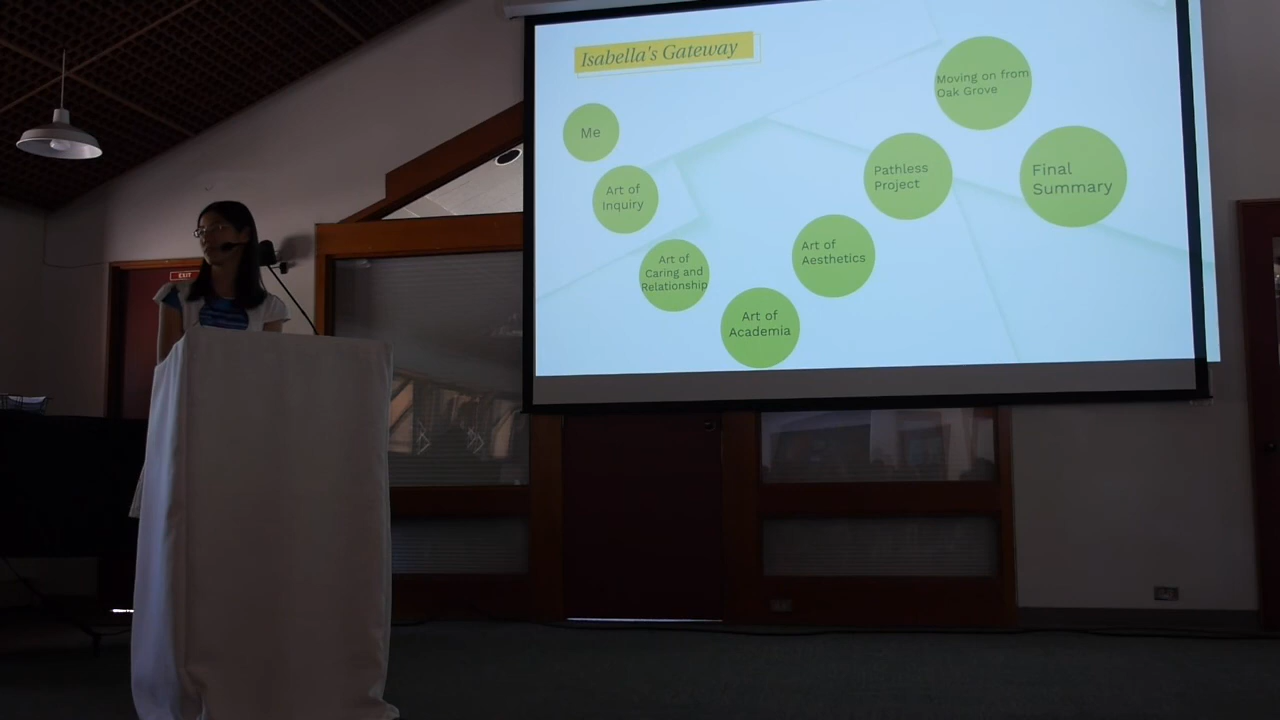 Isabella's Gateway
Me
Art of
Inquiry
Art of
Caring and
Relationship
Art of
Academia
Art of
Aesthetics
Pathless
Project
Moving on from
Oak Grove
Final
Summary
EXIT